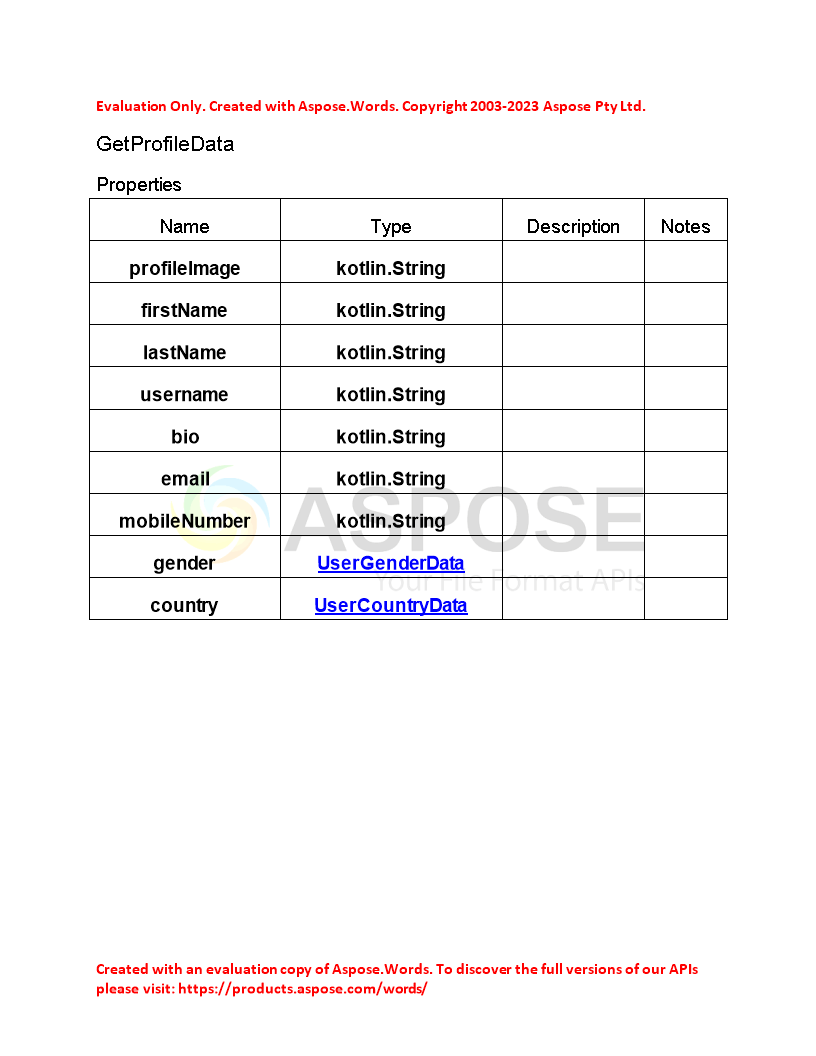 Evaluation Only. Created with Aspose.Words. Copyright 2003-2023 Aspose Pty Ltd.
GetProfileData
Properties
Name Type Description Notes
profileImage kotlin.String
firstName kotlin.String
lastName kotlin.String
username kotlin.String
bio kotlin.String
email kotlin.String
mobileNumber kotlin.String
ASPOSE
gender UserGenderData
Your File Format APIs
country UserCountryData
Created with an evaluation copy of Aspose.Words. To discover the full versions of our APIs
please visit: https://products.aspose.com/words/